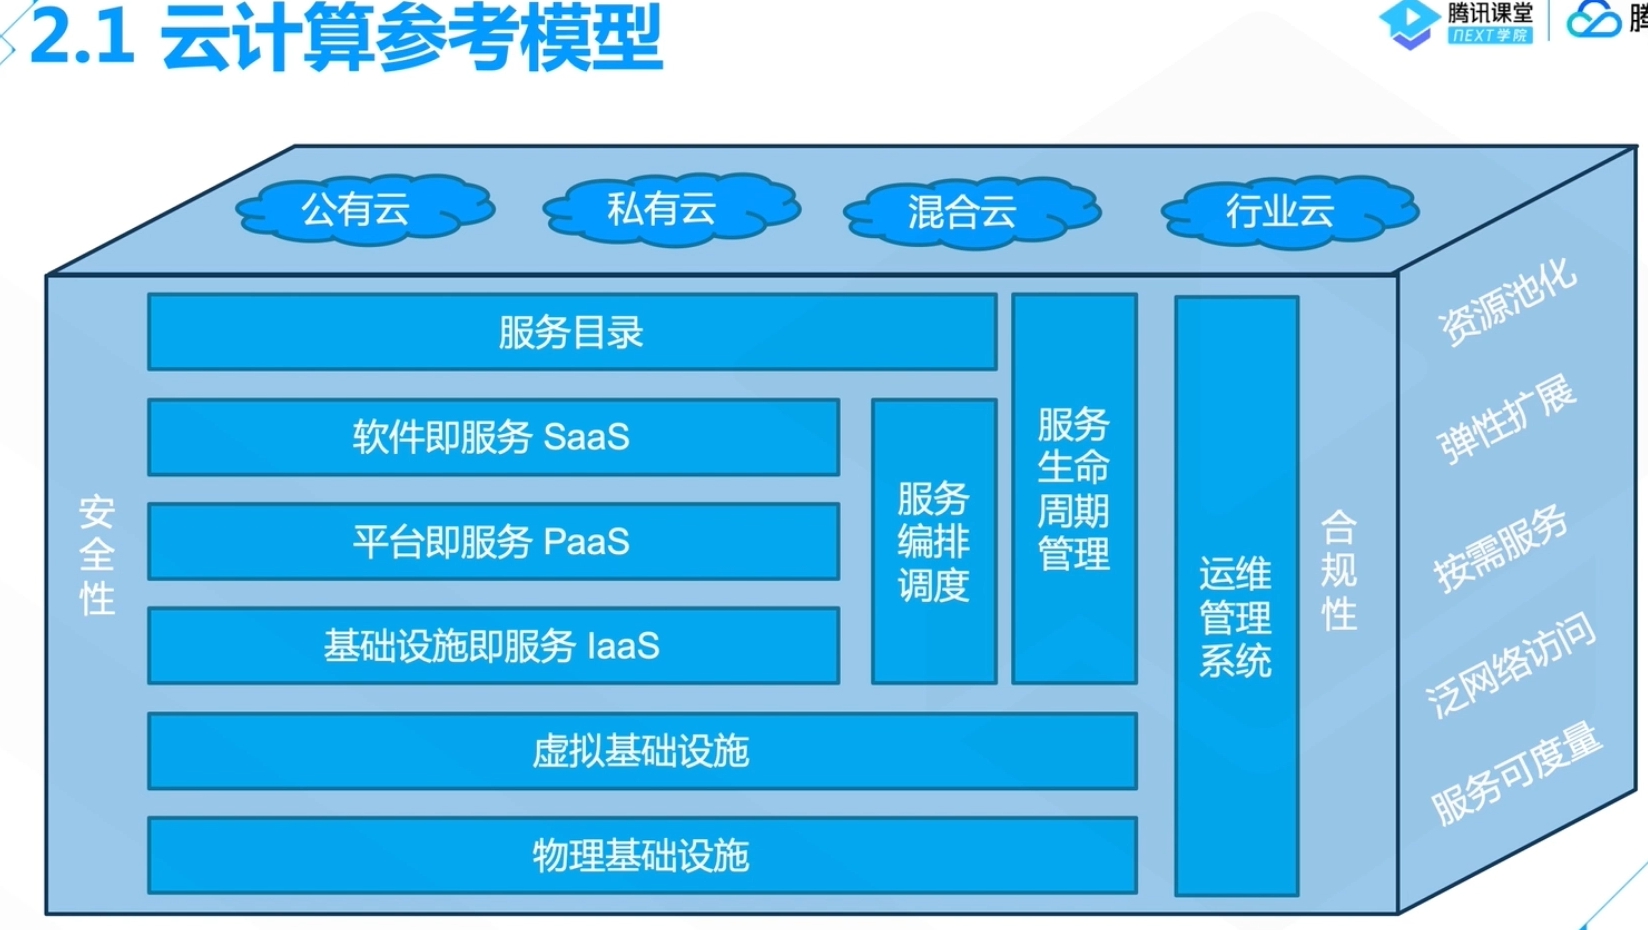 2.1 云计算参考模型
腾讯课堂
NEXT学院
公有云
私有云
混合云
行业云
服务目录
软件即服务 SaaS
平台即服务 PaaS
基础设施即服务 IaaS
虚拟基础设施
物理基础设施
服务
编排
调度
服务
生命
周期
管理
运维
管理
系统
安
全
性
合
规
性
资源池化
弹性扩展
按需服务
泛网络访问
服务可度量